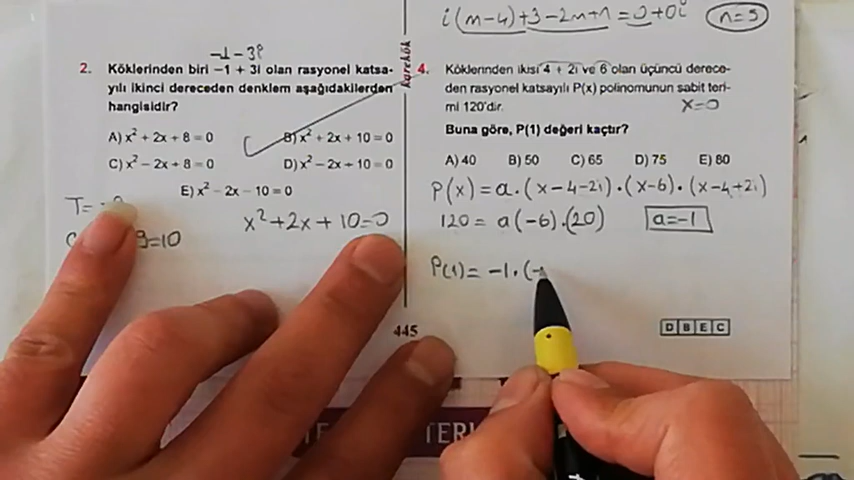 i(n-4)+3-2n+n=0+0i n=5
-1-3i
2. Köklerinden biri -1 + 3i olan rasyonel katsa-
yılı ikinci dereceden denklem aşağıdakilerden
hangisidir?
A) x² + 2x + 8 = 0 B) x² + 2x + 10 = 0
C) x² - 2x + 8 = 0 D) x² - 2x + 10 = 0
E) x² - 2x - 10 = 0
x²+2x+10=0
karekök
4. Köklerinden ikisi 4 + 2i ve 6 olan üçüncü derece-
den rasyonel katsayılı P(x) polinomunun sabit teri-
mi 120'dir.
x=0
Buna göre, P(1) değeri kaçtır?
A) 40 B) 50 C) 65 D) 75 E) 80
P(x)=a.(x-4-2i).(x-6).(x-4+2i)
120=a(-6).(20) a=-1
P(1)=-1.(-
445
D B E C